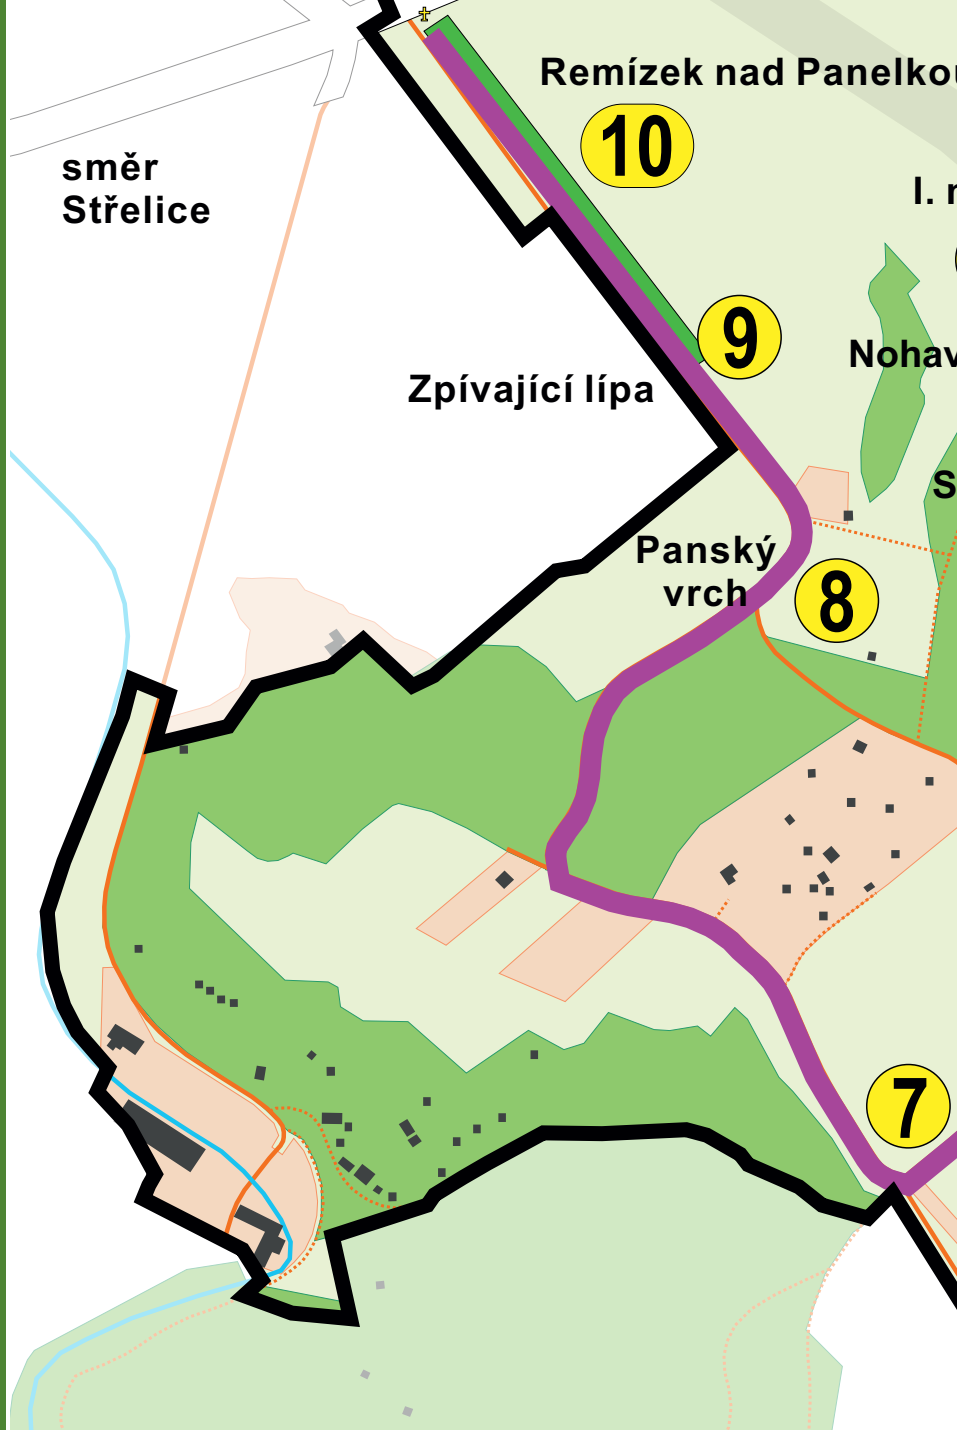 Remízek nad Panelkou
10
směr
Střelice
I.
9
Nohav
Zpívající lípa
S
Panský
vrch
8
7